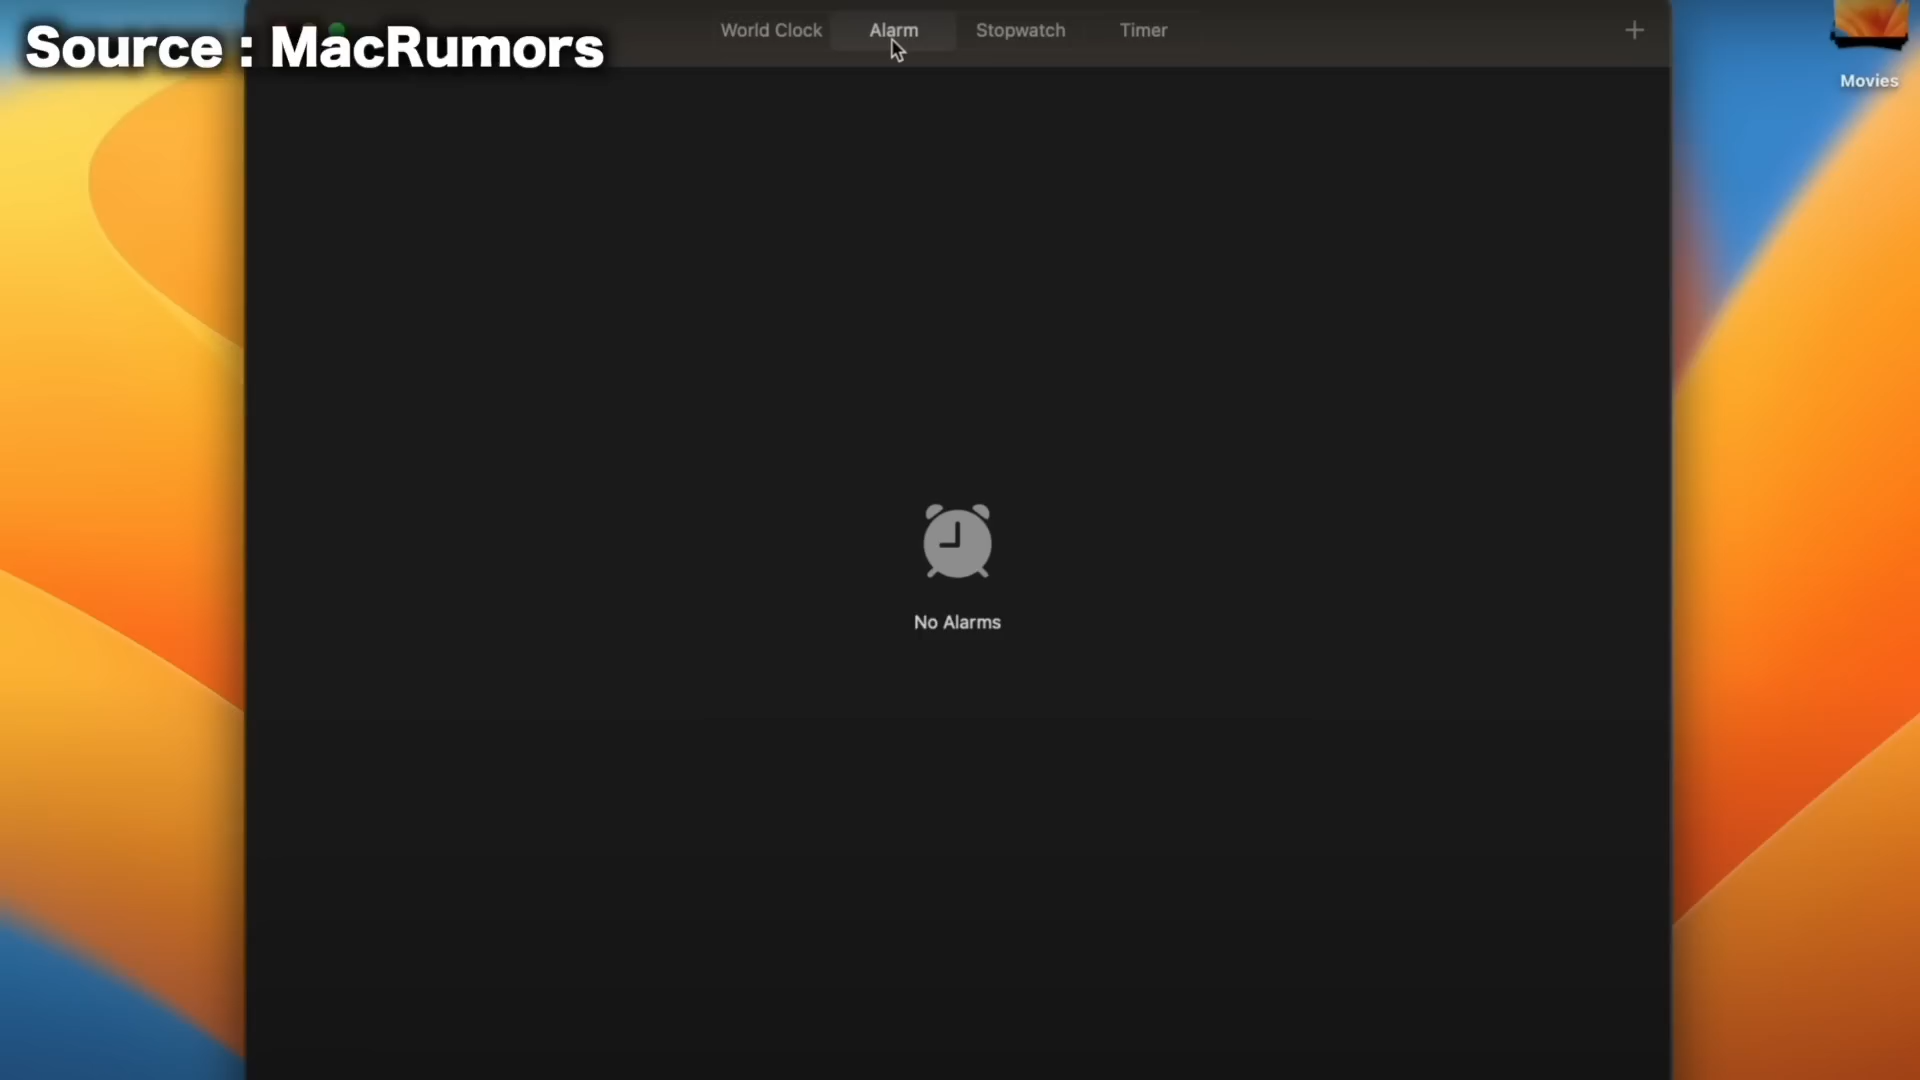 Source : MacRumors
World Clock
Alarm
Stopwatch
Timer
Movies
No Alarms